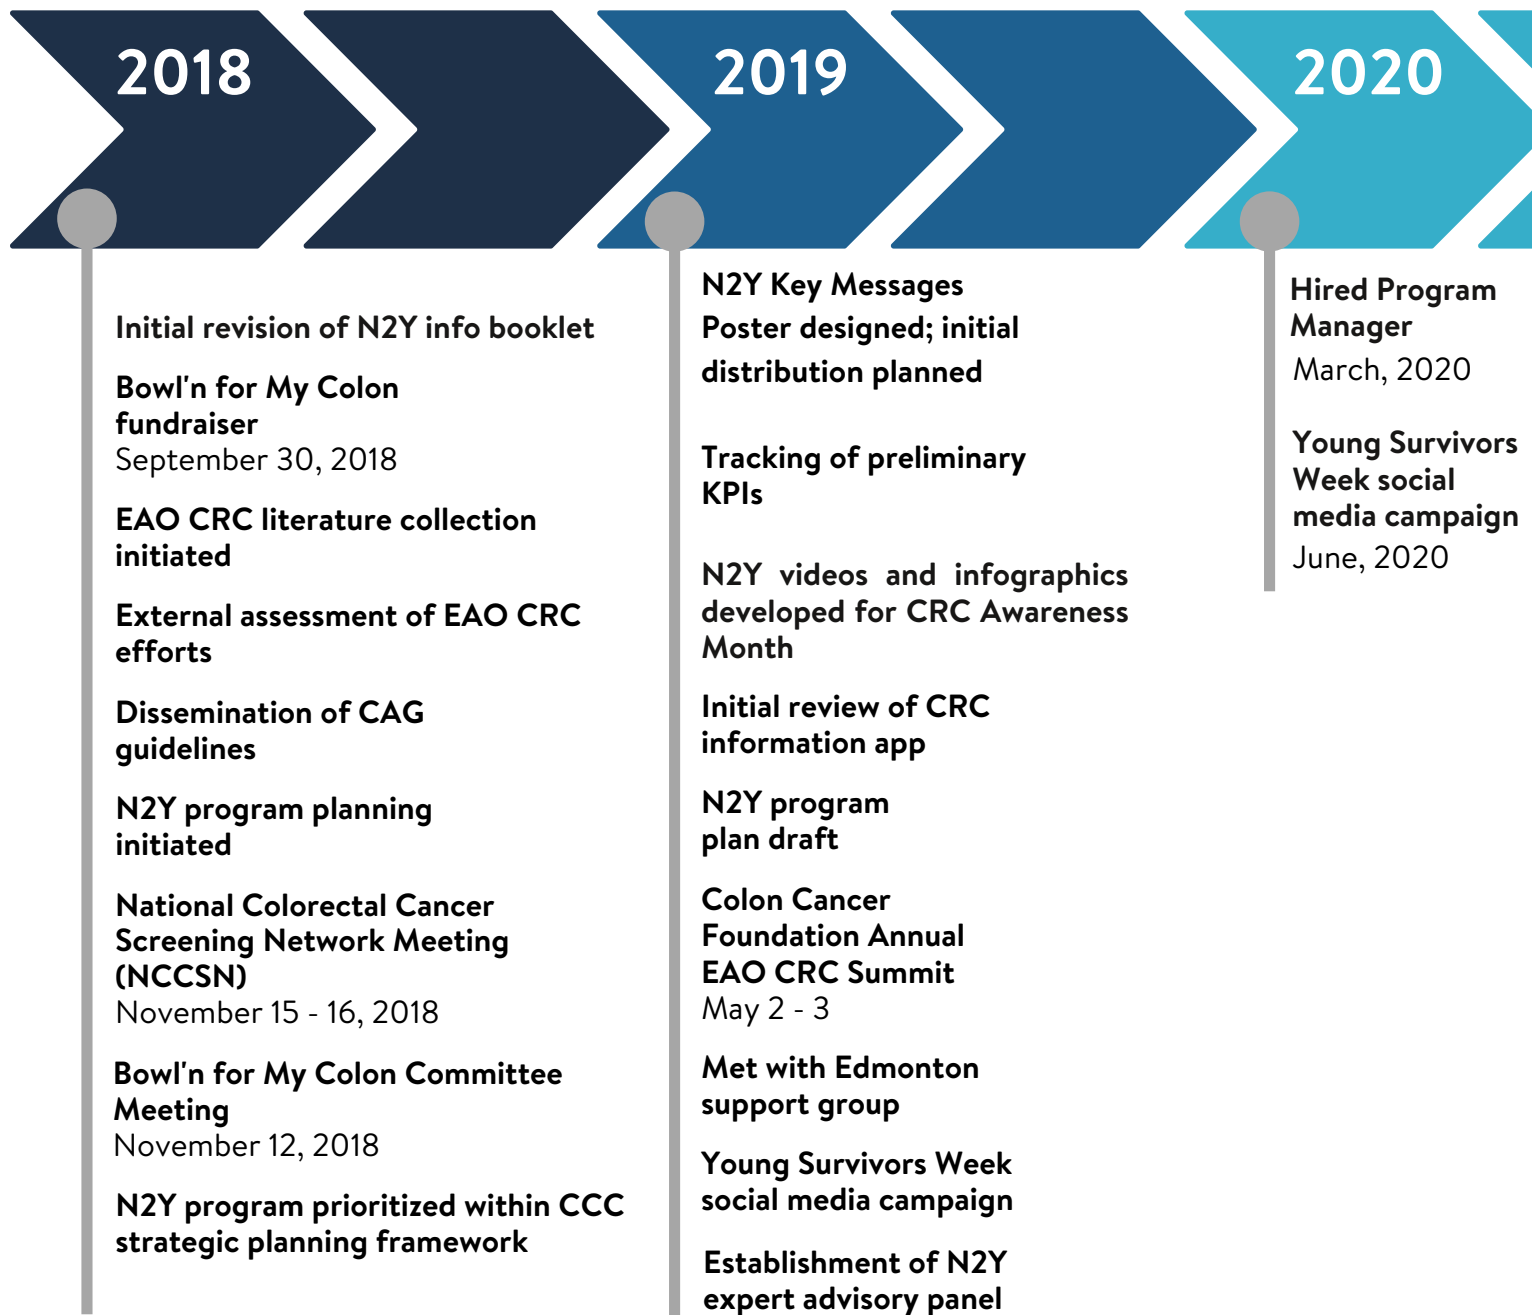 2018
Initial revision of N2Y info booklet
Bowl'n for My Colon
fundraiser
September 30, 2018
EAO CRC literature collection
initiated
External assessment of EAO CRC
efforts
Dissemination of CAG
guidelines
N2Y program planning
initiated
National Colorectal Cancer
Screening Network Meeting
(NCCSN)
November 15 - 16, 2018
Bowl'n for My Colon Committee
Meeting
November 12, 2018
N2Y program prioritized within CCC
strategic planning framework
2019
N2Y Key Messages
Poster designed; initial
distribution planned
Tracking of preliminary
KPIs
N2Y videos and infographics
developed for CRC Awareness
Month
Initial review of CRC
information app
N2Y program
plan draft
Colon Cancer
Foundation Annual
EAO CRC Summit
May 2 - 3
Met with Edmonton
support group
Young Survivors Week
social media campaign
Establishment of N2Y
expert advisory panel
2020
Hired Program
Manager
March, 2020
Young Survivors
Week social
media campaign
June, 2020